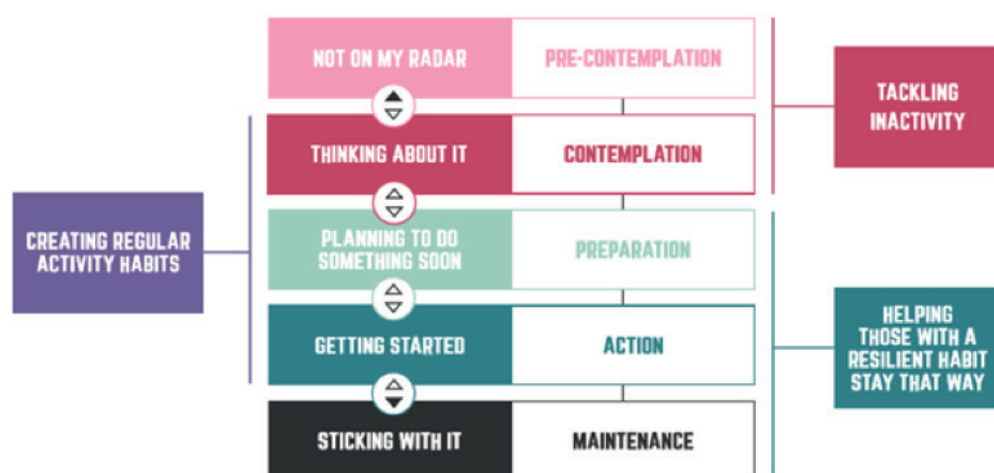 NOT ON MY RADAR
PRE-CONTEMPLATION
TACKLING
INACTIVITY
THINKING ABOUT IT
CONTEMPLATION
CREATING REGULAR
ACTIVITY HABITS
PLANNING TO DO
SOMETHING SOON
PREPARATION
GETTING STARTED
ACTION
HELPING
THOSE WITH A
RESILIENT HABIT
STAY THAT WAY
STICKING WITH IT
MAINTENANCE